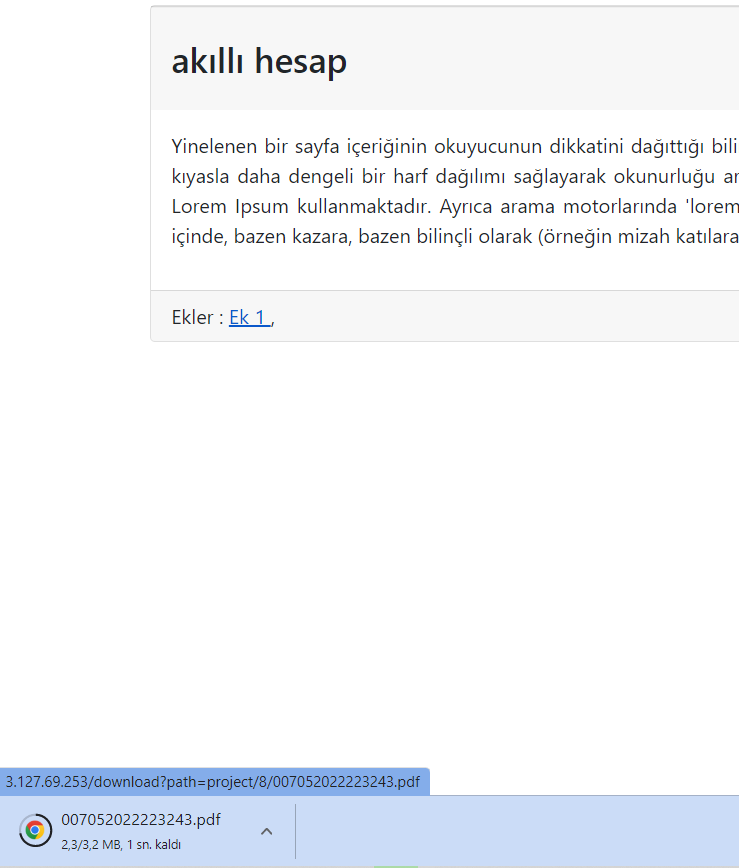 akıllı hesap
Yinelenen bir sayfa içeriğinin okuyucunun dikkatini dağıttığı bili
kıyasla daha dengeli bir harf dağılımı sağlayarak okunurluğu ar
Lorem Ipsum kullanmaktadır. Ayrıca arama motorlarında 'lorem
içinde, bazen kazara, bazen bilinçli olarak (örneğin mizah katılara
Ekler : Ek 1 ,
3.127.69.253/download?path=project/8/007052022223243.pdf
007052022223243.pdf
2,3/3,2 MB, 1 sn. kaldı